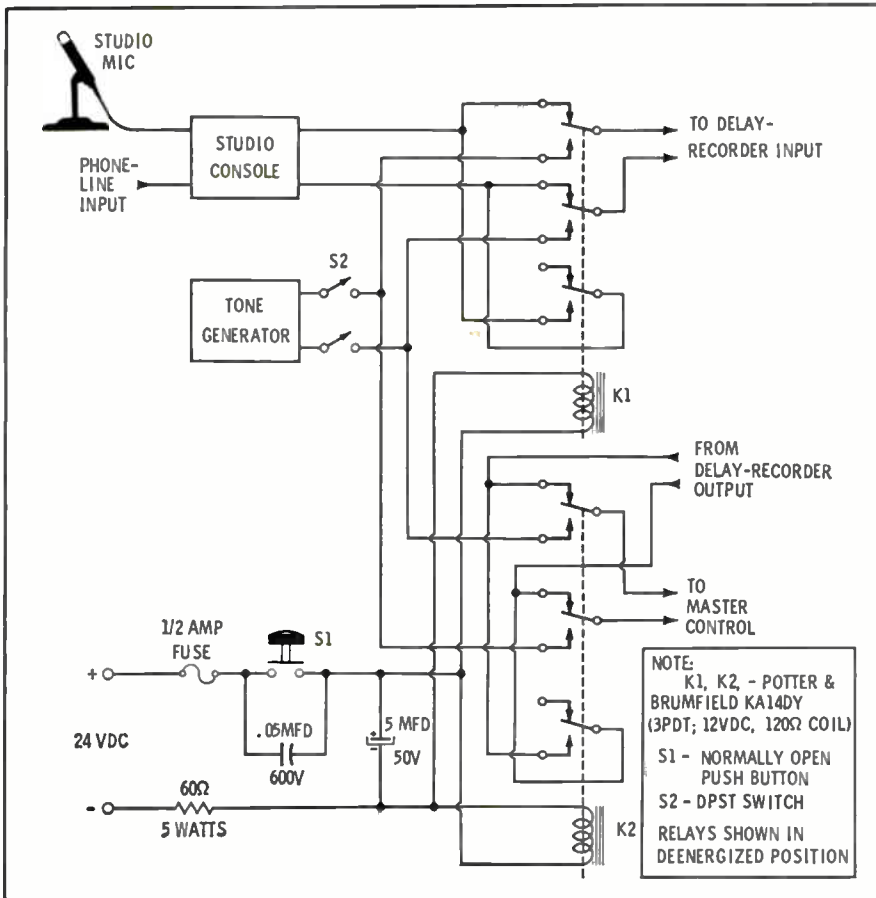 STUDIO
MIC
STUDIO
CONSOLE
PHONE-
LINE
INPUT
TO DELAY-
RECORDER INPUT
S2
TONE
GENERATOR
K1
FROM
DELAY-RECORDER
OUTPUT
TO
MASTER
CONTROL
1/2 AMP
FUSE
S1
+
24 VDC
-
.05MFD
600V
+
-
5 MFD
50V
60Ω
5 WATTS
K2
NOTE:
K1, K2, - POTTER &
BRUMFIELD KA14DY
(3PDT; 12VDC, 120Ω COIL)
S1 - NORMALLY OPEN
PUSH BUTTON
S2 - DPST SWITCH
RELAYS SHOWN IN
DEENERGIZED POSITION